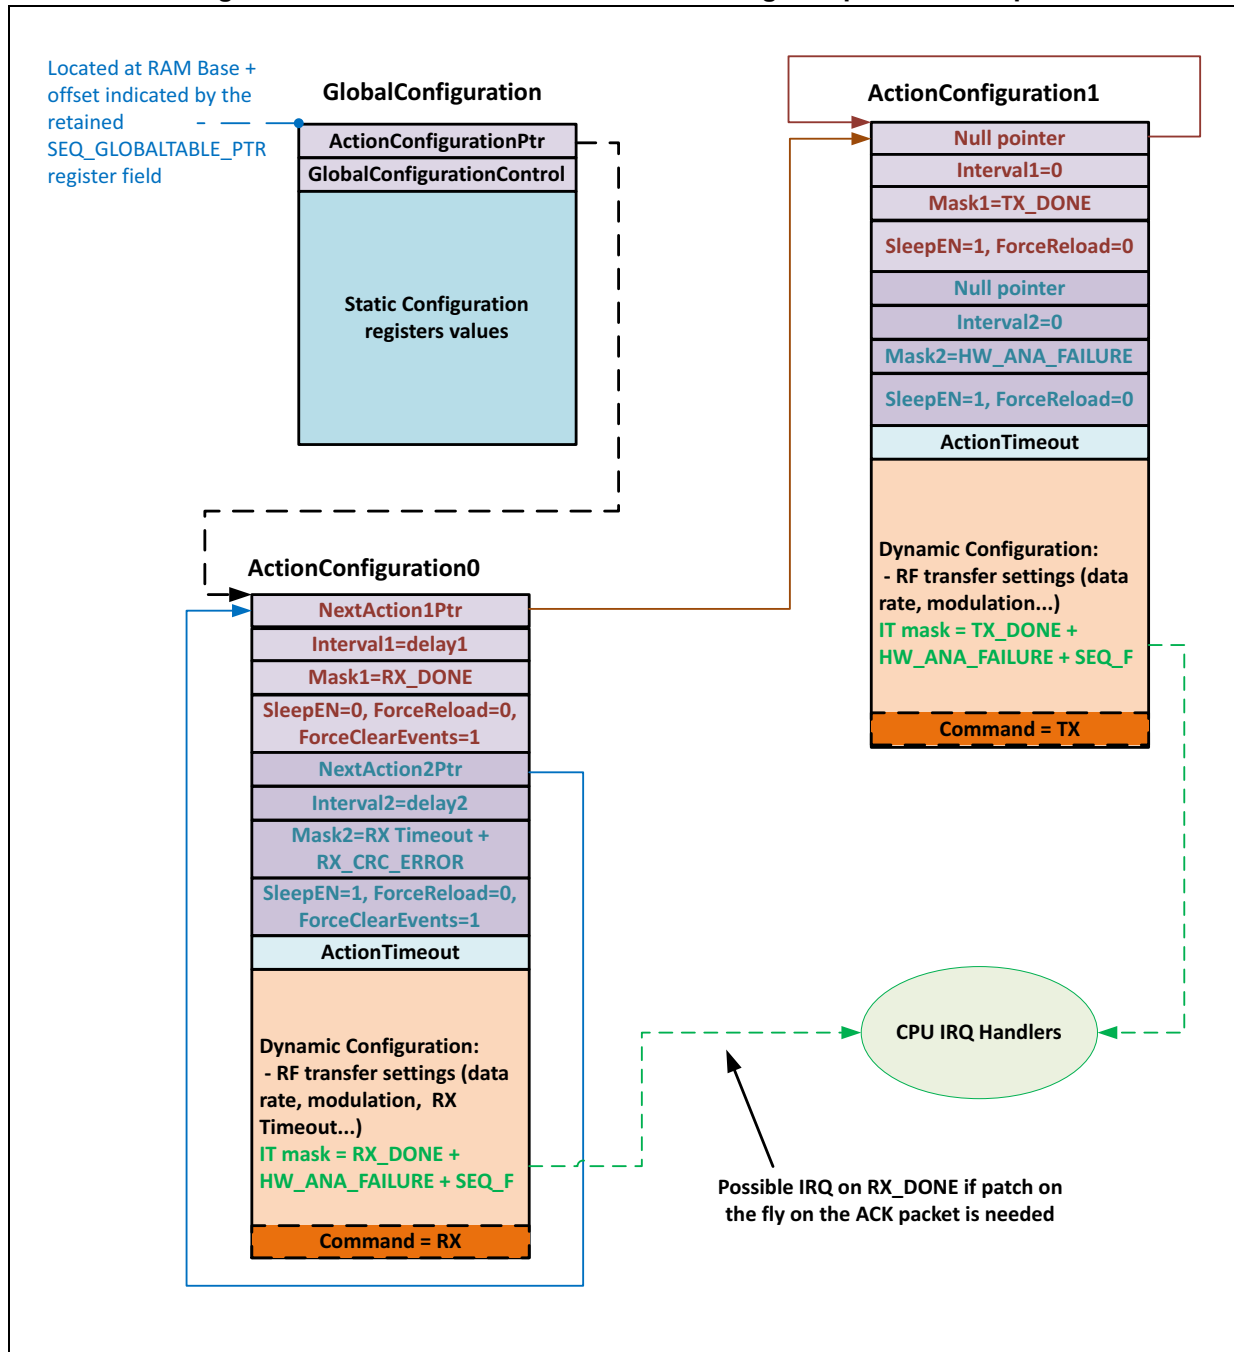 Located at RAM Base +
offset indicated by the
retained
SEQ_GLOBALTABLE_PTR
register field
GlobalConfiguration
ActionConfigurationPtr
GlobalConfigurationControl
Static Configuration
registers values
ActionConfiguration1
Null pointer
Interval1=0
Mask1=TX_DONE
SleepEN=1, ForceReload=0
Null pointer
Interval2=0
Mask2=HW_ANA_FAILURE
SleepEN=1, ForceReload=0
ActionTimeout
Dynamic Configuration:
- RF transfer settings (data
rate, modulation...)
IT mask = TX_DONE +
HW_ANA_FAILURE + SEQ_F
Command = TX
ActionConfiguration0
NextAction1Ptr
Interval1=delay1
Mask1=RX_DONE
SleepEN=0, ForceReload=0,
ForceClearEvents=1
NextAction2Ptr
Interval2=delay2
Mask2=RX Timeout +
RX_CRC_ERROR
SleepEN=1, ForceReload=0,
ForceClearEvents=1
ActionTimeout
Dynamic Configuration:
- RF transfer settings (data
rate, modulation, RX
Timeout...)
IT mask = RX_DONE +
HW_ANA_FAILURE + SEQ_F
Command = RX
CPU IRQ Handlers
Possible IRQ on RX_DONE if patch on
the fly on the ACK packet is needed